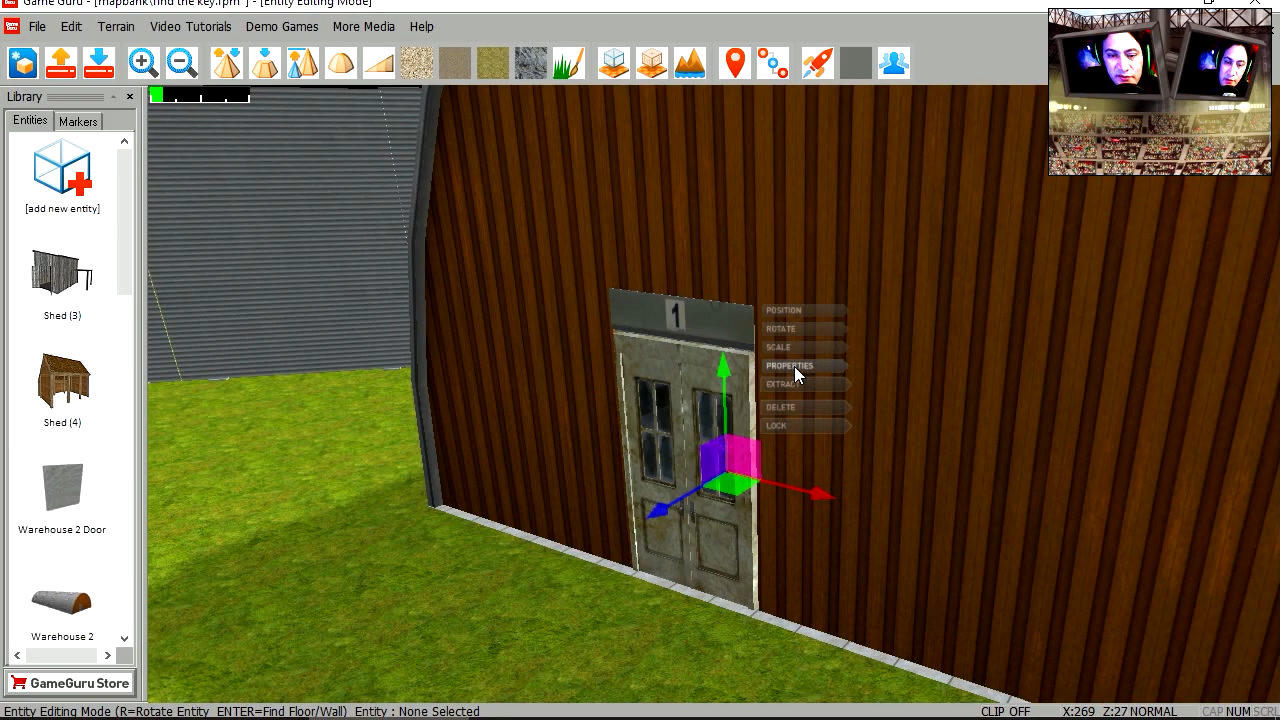 Game Guru - [mapbank\find the key.fpm *] - [Entity Editing Mode]
File Edit Terrain Video Tutorials Demo Games More Media Help
Library
Entities Markers
[add new entity]
Shed (3)
Shed (4)
Warehouse 2 Door
Warehouse 2
GameGuru Store
1
POSITION
ROTATE
SCALE
PROPERTIES
EXTRACT
DELETE
LOCK
Entity Editing Mode (R=Rotate Entity ENTER=Find Floor/Wall) Entity : None Selected CLIP OFF X:269 Z:27 NORMAL CAP NUM SCRL